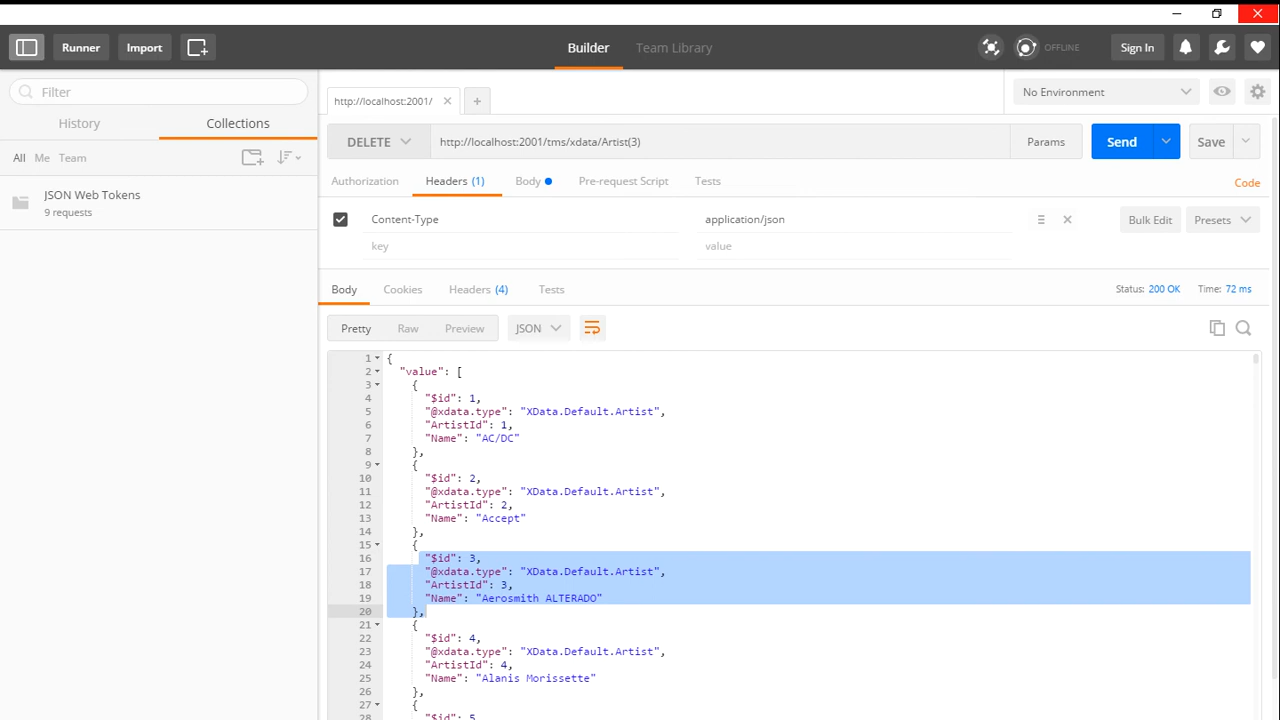 Runner
Import
Builder
Team Library
OFFLINE
Sign In
Filter
http://localhost:2001/
No Environment
History
Collections
DELETE
http://localhost:2001/tms/xdata/Artist(3)
Params
Send
Save
All Me Team
Authorization
Headers (1)
Body
Pre-request Script
Tests
Code
JSON Web Tokens
9 requests
Content-Type
application/json
Bulk Edit
Presets
key
value
Body
Cookies
Headers (4)
Tests
Status: 200 OK
Time: 72 ms
Pretty
Raw
Preview
JSON
1 {
2 "value": [
3 {
4 "$id": 1,
5 "@xdata.type": "XData.Default.Artist",
6 "ArtistId": 1,
7 "Name": "AC/DC"
8 },
9 {
10 "$id": 2,
11 "@xdata.type": "XData.Default.Artist",
12 "ArtistId": 2,
13 "Name": "Accept"
14 },
15 {
16 "$id": 3,
17 "@xdata.type": "XData.Default.Artist",
18 "ArtistId": 3,
19 "Name": "Aerosmith ALTERADO"
20 },
21 {
22 "$id": 4,
23 "@xdata.type": "XData.Default.Artist",
24 "ArtistId": 4,
25 "Name": "Alanis Morissette"
26 },
27 {
28 "$id": 5